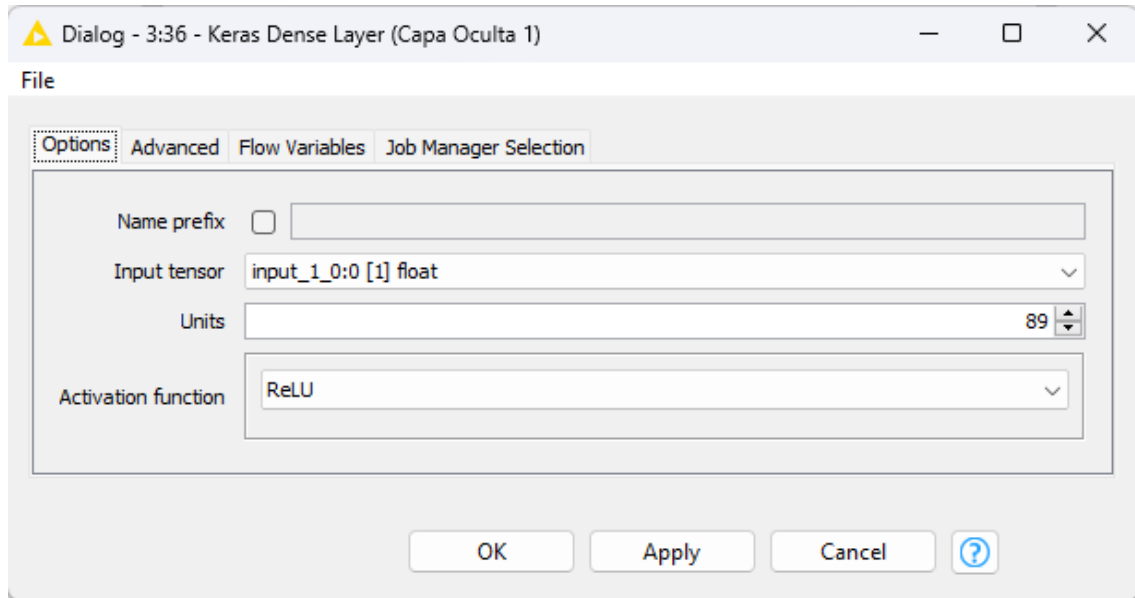 Dialog - 3:36 - Keras Dense Layer (Capa Oculta 1)
File
Options Advanced Flow Variables Job Manager Selection
Name prefix
Input tensor input_1_0:0 [1] float
Units 89
Activation function ReLU
OK Apply Cancel ?